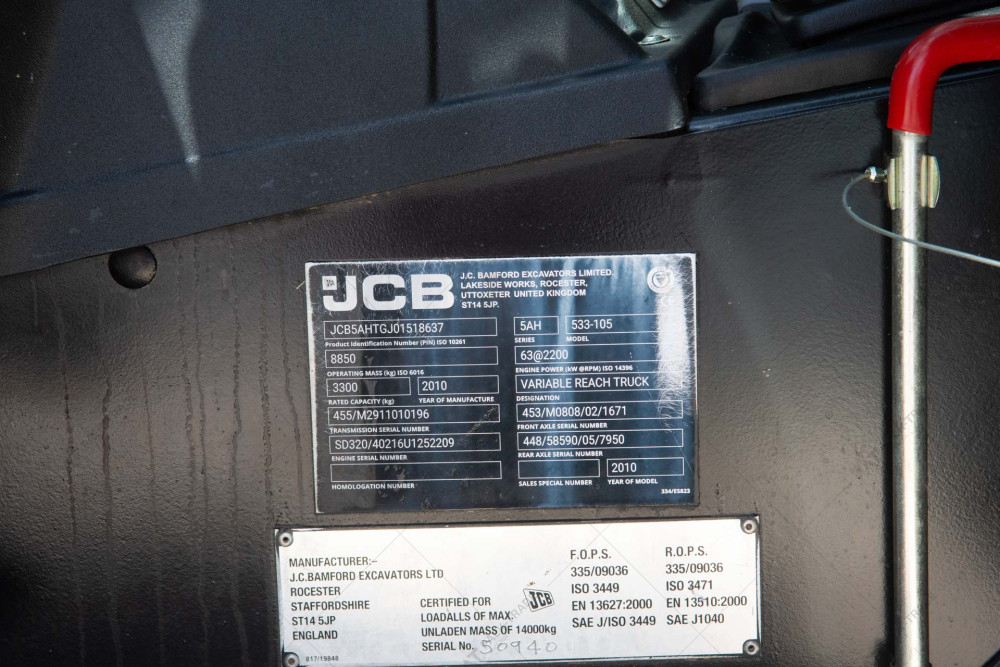 JCB
J.C. BAMFORD EXCAVATORS LIMITED.
LAKESIDE WORKS, ROCESTER,
UTTOXETER UNITED KINGDOM
ST14 5JP.
JCB5AHTGJ01518637
Product Identification Number (PIN) ISO 10261
5AH 533-105
SERIES MODEL
8850
OPERATING MASS (kg) ISO 6016
63@2200
ENGINE POWER (kW @RPM) ISO 14396
3300 2010
RATED CAPACITY (kg) YEAR OF MANUFACTURE
VARIABLE REACH TRUCK
DESIGNATION
455/M2911010196
TRANSMISSION SERIAL NUMBER
453/M0808/02/1671
FRONT AXLE SERIAL NUMBER
SD320/40216U1252209
ENGINE SERIAL NUMBER
448/58590/05/7950
REAR AXLE SERIAL NUMBER
HOMOLOGATION NUMBER
2010
SALES SPECIAL NUMBER YEAR OF MODEL
334/E5823
MANUFACTURER:-
J.C.BAMFORD EXCAVATORS LTD
ROCESTER
STAFFORDSHIRE
ST14 5JP
ENGLAND
817/19848
CERTIFIED FOR
LOADALLS OF MAX.
UNLADEN MASS OF 14000kg
SERIAL No. 50940
JCB
F.O.P.S.
335/09036
ISO 3449
EN 13627:2000
SAE J/ISO 3449
R.O.P.S.
335/09036
ISO 3471
EN 13510:2000
SAE J1040